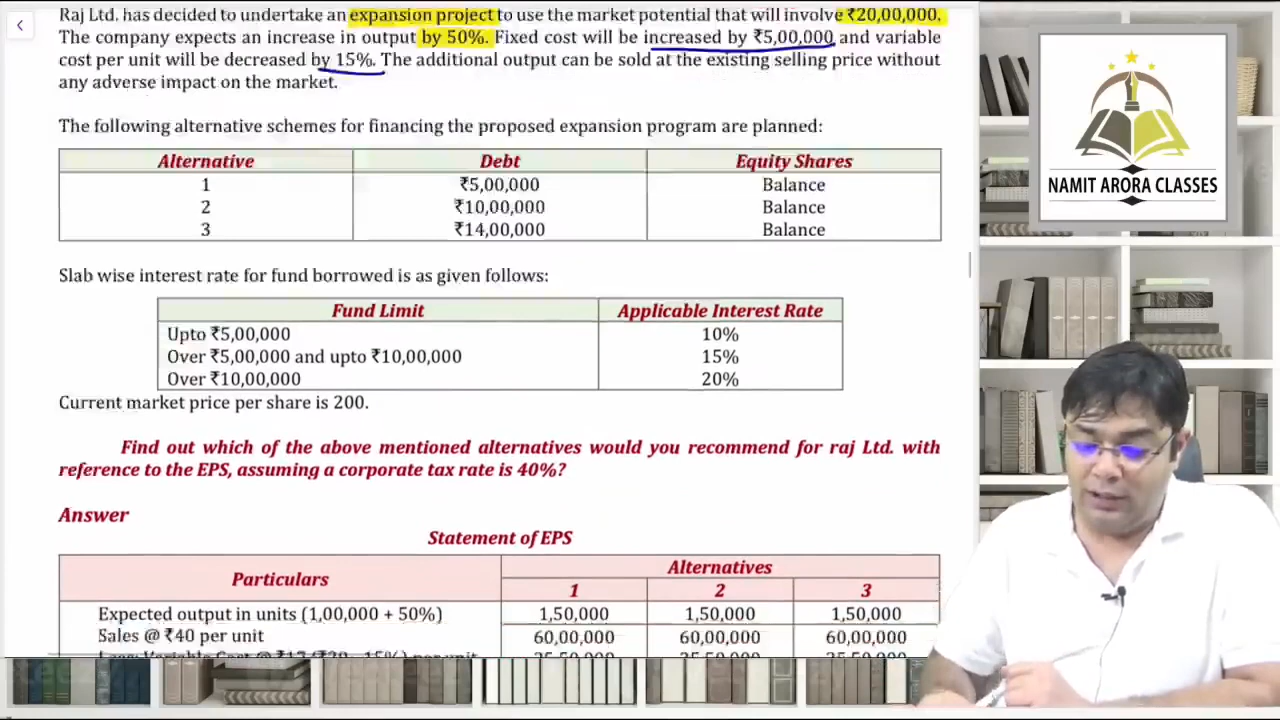 Raj Ltd. has decided to undertake an expansion project to use the market potential that will involve ₹20,00,000.
The company expects an increase in output by 50%. Fixed cost will be increased by ₹5,00,000 and variable
cost per unit will be decreased by 15%. The additional output can be sold at the existing selling price without
any adverse impact on the market.
The following alternative schemes for financing the proposed expansion program are planned:
Alternative Debt Equity Shares
1 ₹5,00,000 Balance
2 ₹10,00,000 Balance
3 ₹14,00,000 Balance
Slab wise interest rate for fund borrowed is as given follows:
Fund Limit Applicable Interest Rate
Upto ₹5,00,000 10%
Over ₹5,00,000 and upto ₹10,00,000 15%
Over ₹10,00,000 20%
Current market price per share is 200.
Find out which of the above mentioned alternatives would you recommend for raj Ltd. with
reference to the EPS, assuming a corporate tax rate is 40%?
Answer
Statement of EPS
Particulars Alternatives
1 2 3
Expected output in units (1,00,000 + 50%) 1,50,000 1,50,000 1,50,000
Sales @ ₹40 per unit 60,00,000 60,00,000 60,00,000
NAMIT ARORA CLASSES